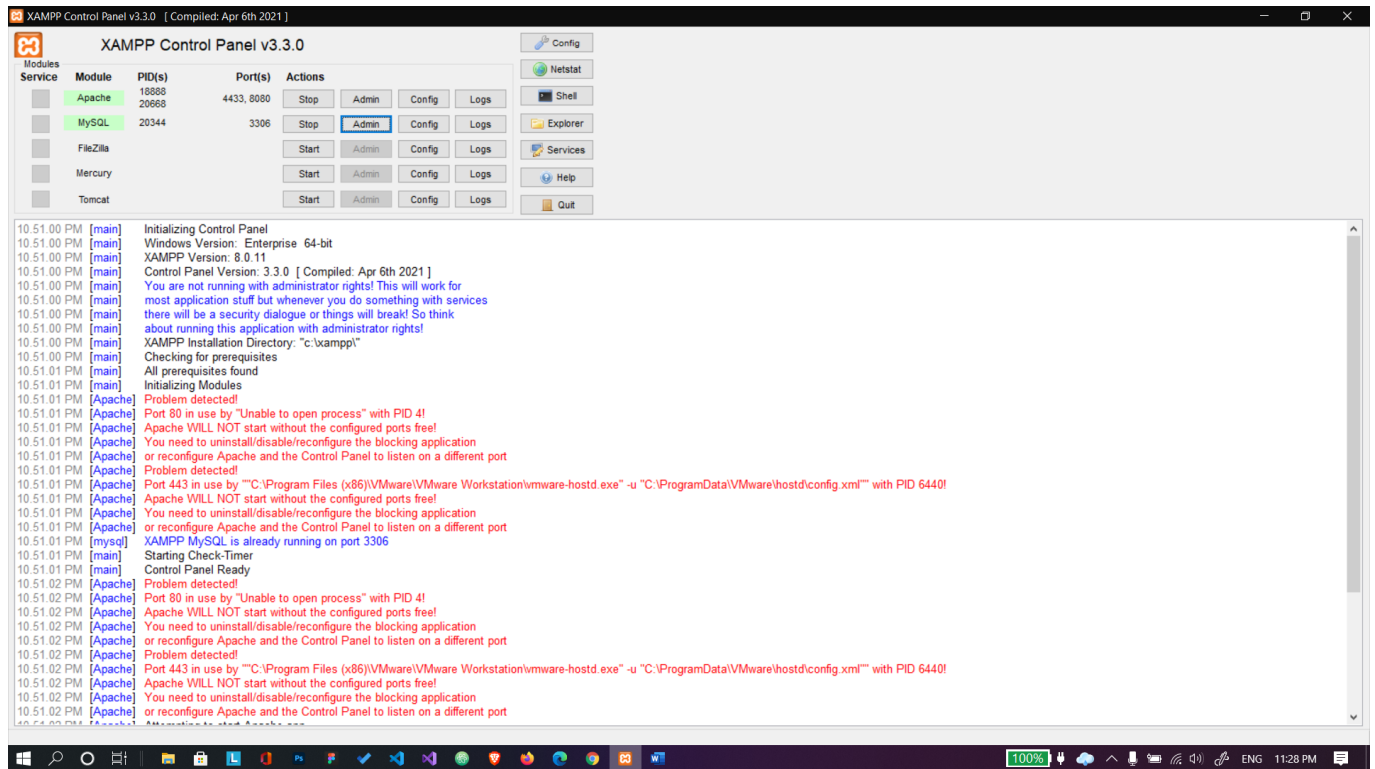 XAMPP Control Panel v3.3.0 [ Compiled: Apr 6th 2021 ]
XAMPP Control Panel v3.3.0
Config
Modules
Service Module PID(s) Port(s) Actions
Netstat
Apache 18888 20668 4433, 8080 Stop Admin Config Logs
Shell
MySQL 20344 3306 Stop Admin Config Logs
Explorer
FileZilla Start Admin Config Logs
Services
Mercury Start Admin Config Logs
Help
Tomcat Start Admin Config Logs
Quit
10.51.00 PM [main] Initializing Control Panel
10.51.00 PM [main] Windows Version: Enterprise 64-bit
10.51.00 PM [main] XAMPP Version: 8.0.11
10.51.00 PM [main] Control Panel Version: 3.3.0 [ Compiled: Apr 6th 2021 ]
10.51.00 PM [main] You are not running with administrator rights! This will work for
10.51.00 PM [main] most application stuff but whenever you do something with services
10.51.00 PM [main] there will be a security dialogue or things will break! So think
10.51.00 PM [main] about running this application with administrator rights!
10.51.00 PM [main] XAMPP Installation Directory: "c:\xampp\"
10.51.00 PM [main] Checking for prerequisites
10.51.01 PM [main] All prerequisites found
10.51.01 PM [main] Initializing Modules
10.51.01 PM [Apache] Problem detected!
10.51.01 PM [Apache] Port 80 in use by "Unable to open process" with PID 4!
10.51.01 PM [Apache] Apache WILL NOT start without the configured ports free!
10.51.01 PM [Apache] You need to uninstall/disable/reconfigure the blocking application
10.51.01 PM [Apache] or reconfigure Apache and the Control Panel to listen on a different port
10.51.01 PM [Apache] Problem detected!
10.51.01 PM [Apache] Port 443 in use by ""C:\Program Files (x86)\VMware\VMware Workstation\vmware-hostd.exe" -u "C:\ProgramData\VMware\hostd\config.xml"" with PID 6440!
10.51.01 PM [Apache] Apache WILL NOT start without the configured ports free!
10.51.01 PM [Apache] You need to uninstall/disable/reconfigure the blocking application
10.51.01 PM [Apache] or reconfigure Apache and the Control Panel to listen on a different port
10.51.01 PM [mysql] XAMPP MySQL is already running on port 3306
10.51.01 PM [main] Starting Check-Timer
10.51.01 PM [main] Control Panel Ready
10.51.02 PM [Apache] Problem detected!
10.51.02 PM [Apache] Port 80 in use by "Unable to open process" with PID 4!
10.51.02 PM [Apache] Apache WILL NOT start without the configured ports free!
10.51.02 PM [Apache] You need to uninstall/disable/reconfigure the blocking application
10.51.02 PM [Apache] or reconfigure Apache and the Control Panel to listen on a different port
10.51.02 PM [Apache] Problem detected!
10.51.02 PM [Apache] Port 443 in use by ""C:\Program Files (x86)\VMware\VMware Workstation\vmware-hostd.exe" -u "C:\ProgramData\VMware\hostd\config.xml"" with PID 6440!
10.51.02 PM [Apache] Apache WILL NOT start without the configured ports free!
10.51.02 PM [Apache] You need to uninstall/disable/reconfigure the blocking application
10.51.02 PM [Apache] or reconfigure Apache and the Control Panel to listen on a different port
100% ENG 11:28 PM